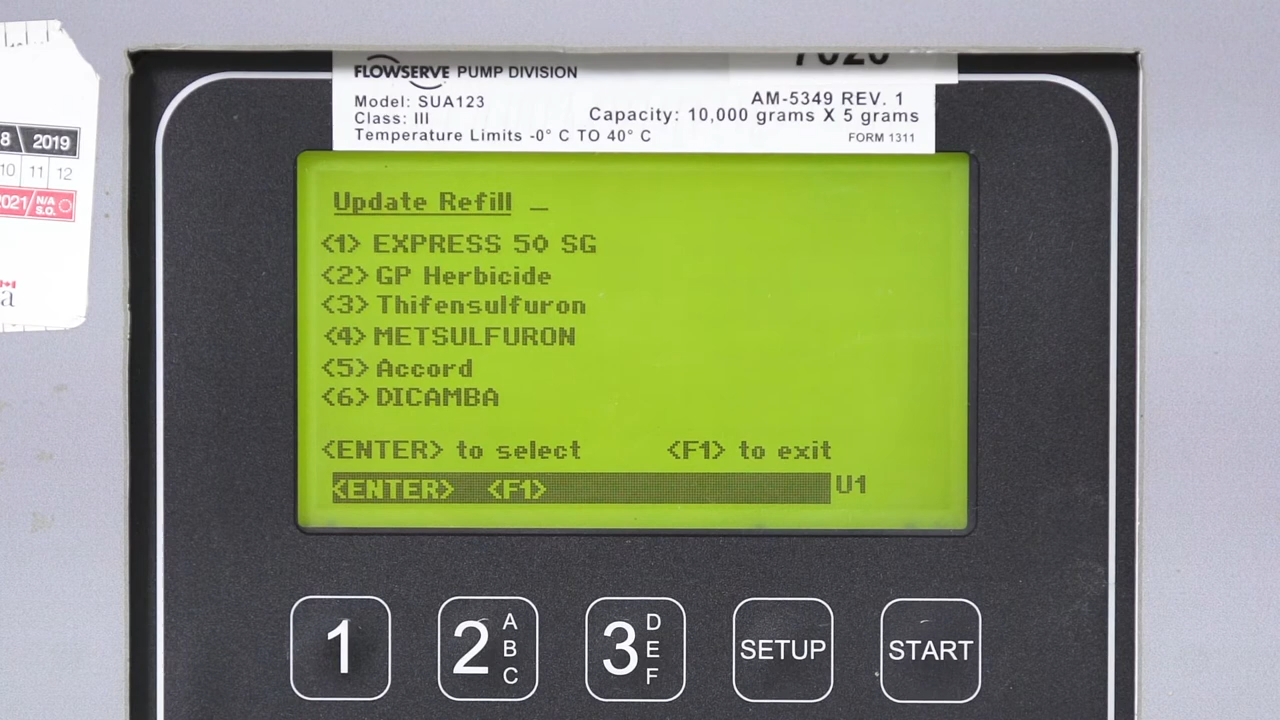 FLOWSERVE PUMP DIVISION
Model: SUA123
AM-5349 REV. 1
Class: III
Capacity: 10,000 grams X 5 grams
Temperature Limits -0° C TO 40° C
FORM 1311
8 \ 2019
10 11 12
2021/ N/A S.O.
Update Refill _
<1> EXPRESS 50 SG
<2> GP Herbicide
<3> Thifensulfuron
<4> METSULFURON
<5> Accord
<6> DICAMBA
<ENTER> to select <F1> to exit
<ENTER> <F1> U1
1
2 A B C
3 D E F
SETUP
START